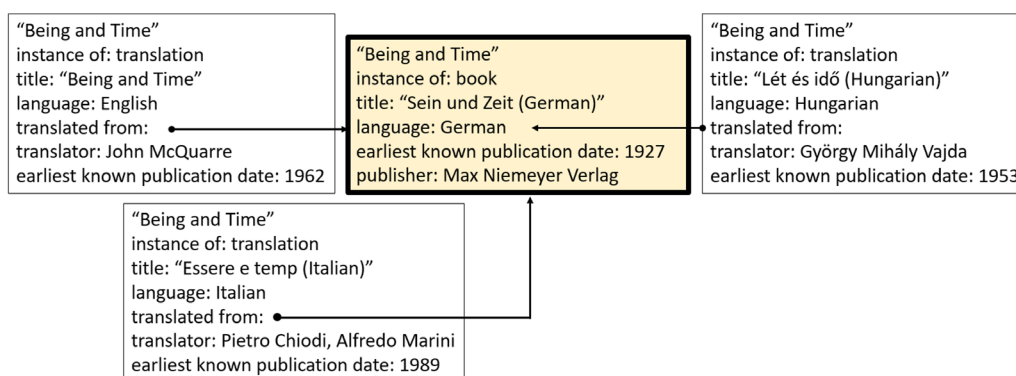 “Being and Time”
instance of: translation
title: “Being and Time”
language: English
translated from:
translator: John McQuarre
earliest known publication date: 1962
“Being and Time”
instance of: book
title: “Sein und Zeit (German)”
language: German
earliest known publication date: 1927
publisher: Max Niemeyer Verlag
“Being and Time”
instance of: translation
title: “Lét és idő (Hungarian)”
language: Hungarian
translated from:
translator: György Mihály Vajda
earliest known publication date: 1953
“Being and Time”
instance of: translation
title: “Essere e temp (Italian)”
language: Italian
translated from:
translator: Pietro Chiodi, Alfredo Marini
earliest known publication date: 1989